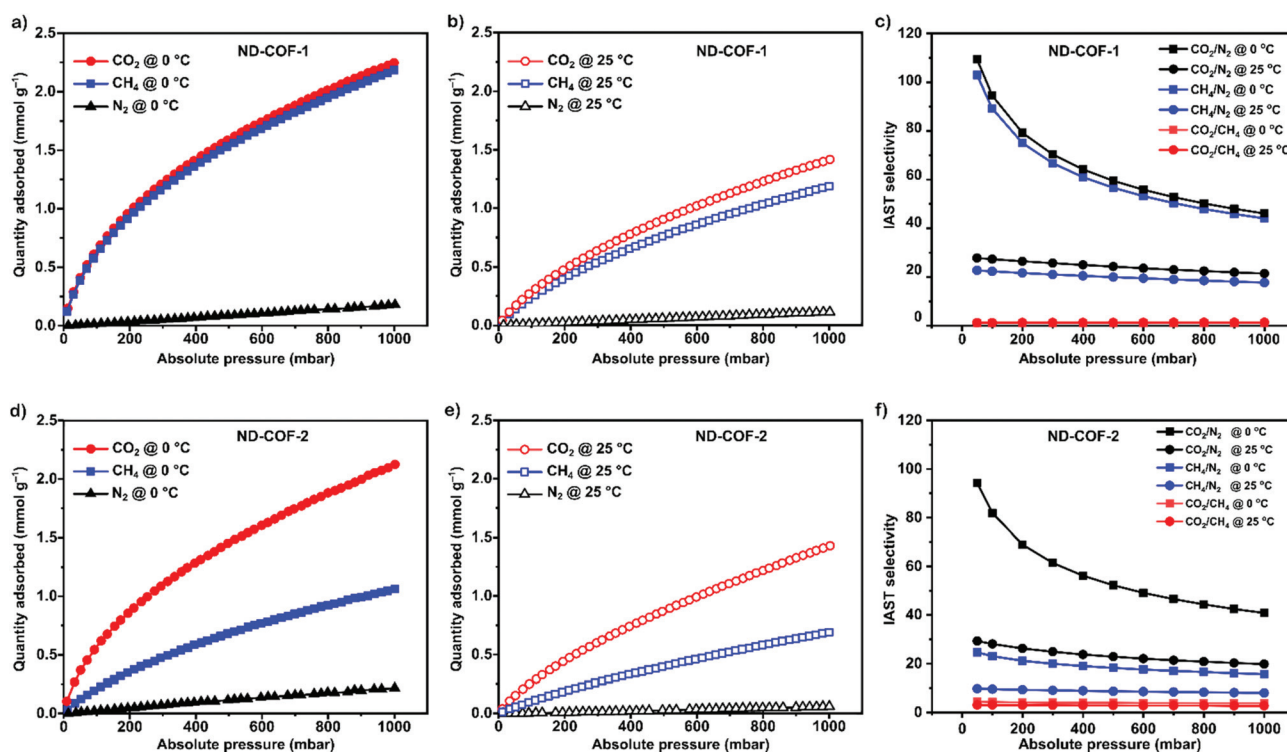 a)
ND-COF-1
CO₂ @ 0 °C
CH₄ @ 0 °C
N₂ @ 0 °C
Quantity adsorbed (mmol g⁻¹)
2.5
2.0
1.5
1.0
0.5
0.0
0 200 400 600 800 1000
Absolute pressure (mbar)
b)
ND-COF-1
CO₂ @ 25 °C
CH₄ @ 25 °C
N₂ @ 25 °C
Quantity adsorbed (mmol g⁻¹)
2.5
2.0
1.5
1.0
0.5
0.0
200 400 600 800 1000
Absolute pressure (mbar)
c)
ND-COF-1
CO₂/N₂ @ 0 °C
CO₂/N₂ @ 25 °C
CH₄/N₂ @ 0 °C
CH₄/N₂ @ 25 °C
CO₂/CH₄ @ 0 °C
CO₂/CH₄ @ 25 °C
IAST selectivity
120
100
80
60
40
20
0
0 200 400 600 800 1000
Absolute pressure (mbar)
d)
ND-COF-2
CO₂ @ 0 °C
CH₄ @ 0 °C
N₂ @ 0 °C
Quantity adsorbed (mmol g⁻¹)
2.5
2.0
1.5
1.0
0.5
0.0
0 200 400 600 800 1000
Absolute pressure (mbar)
e)
ND-COF-2
CO₂ @ 25 °C
CH₄ @ 25 °C
N₂ @ 25 °C
Quantity adsorbed (mmol g⁻¹)
2.5
2.0
1.5
1.0
0.5
0.0
200 400 600 800 1000
Absolute pressure (mbar)
f)
ND-COF-2
CO₂/N₂ @ 0 °C
CO₂/N₂ @ 25 °C
CH₄/N₂ @ 0 °C
CH₄/N₂ @ 25 °C
CO₂/CH₄ @ 0 °C
CO₂/CH₄ @ 25 °C
IAST selectivity
120
100
80
60
40
20
0
0 200 400 600 800 1000
Absolute pressure (mbar)